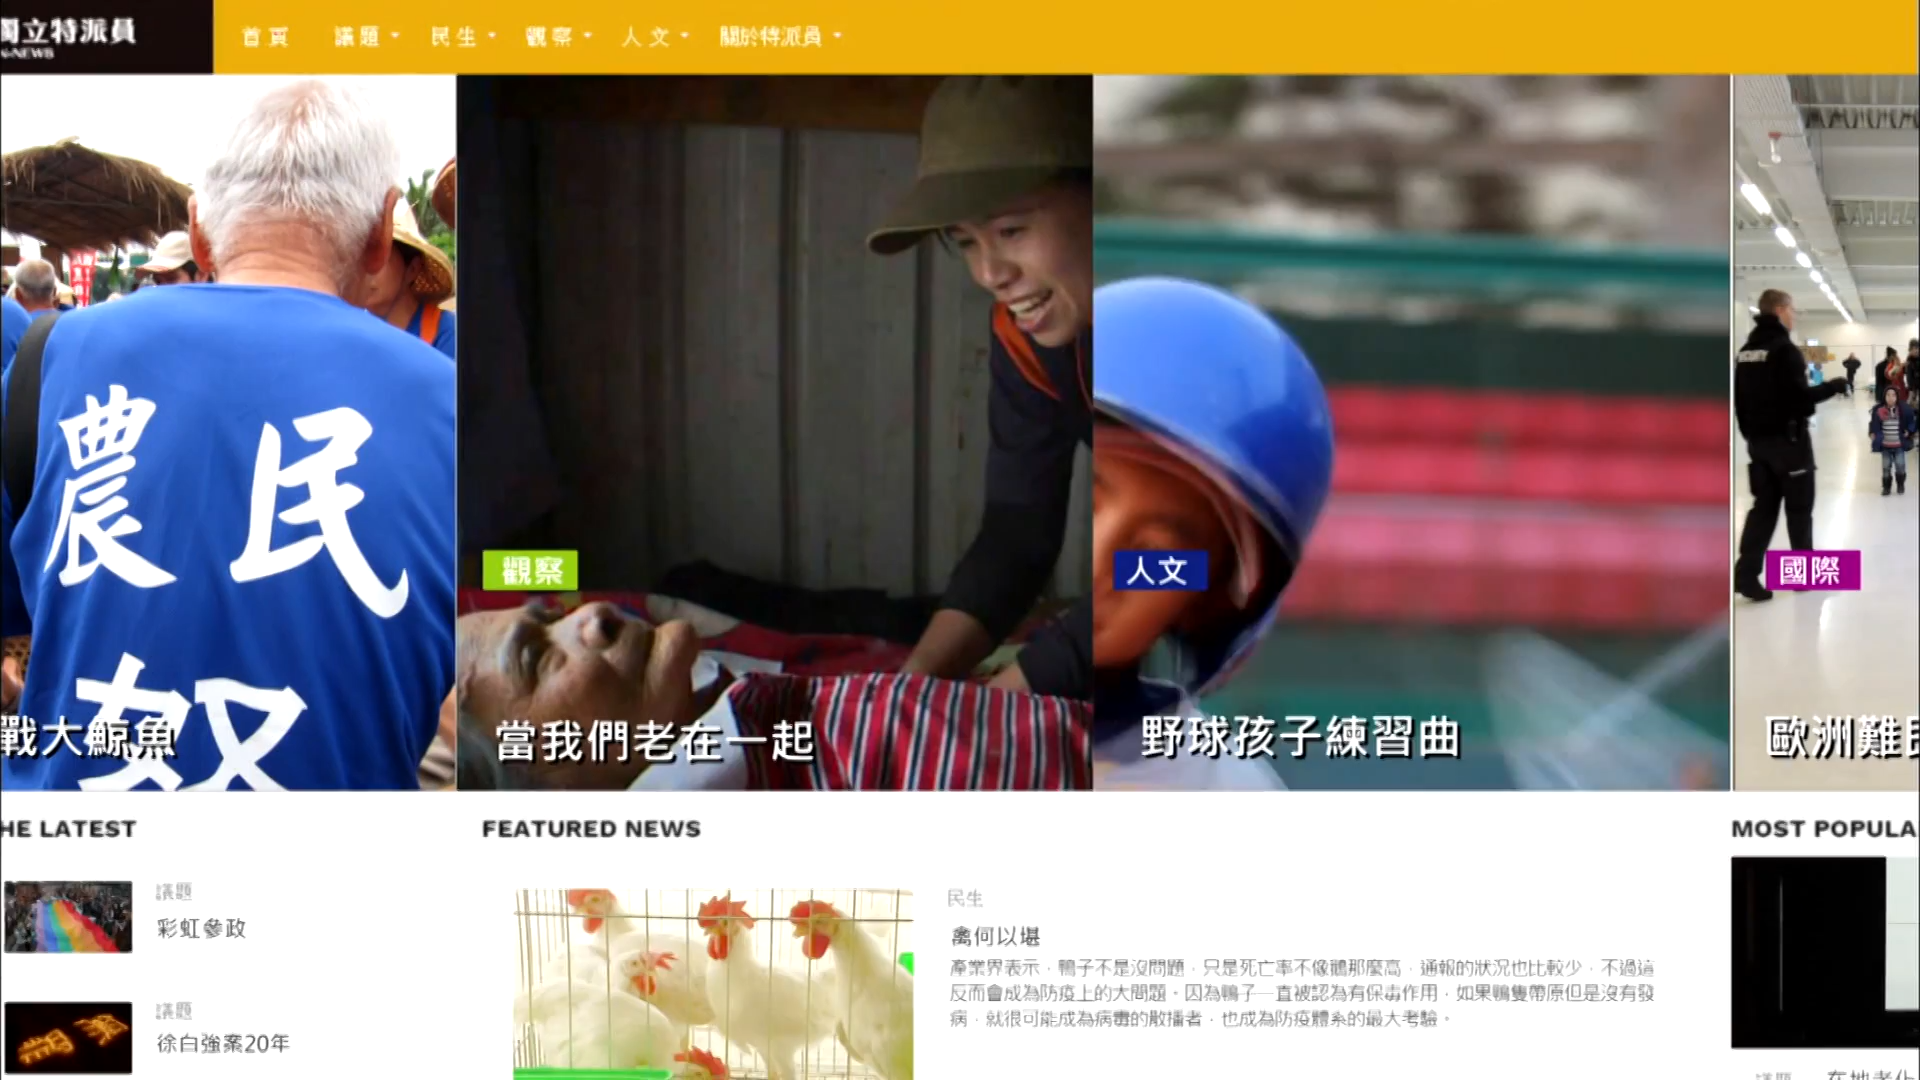 獨立特派員
首頁 議題 民生 觀察 人文 關於特派員
農民
奴
SECURITY
觀察
人文
國際
戰大鯨魚
當我們老在一起
野球孩子練習曲
歐洲難民
HE LATEST
FEATURED NEWS
MOST POPULA
議題
彩虹參政
議題
徐白強案20年
民生
禽何以堪
產業界表示，鴨子不是沒問題，只是死亡率不像鵝那麼高，通報的狀況也比較少，不過這
反而會成為防疫上的大問題。因為鴨子一直被認為有保毒作用，如果鴨隻帶原但是沒有發
病，就很可能成為病毒的散播者，也成為防疫體系的最大考驗。
議題
在地老化